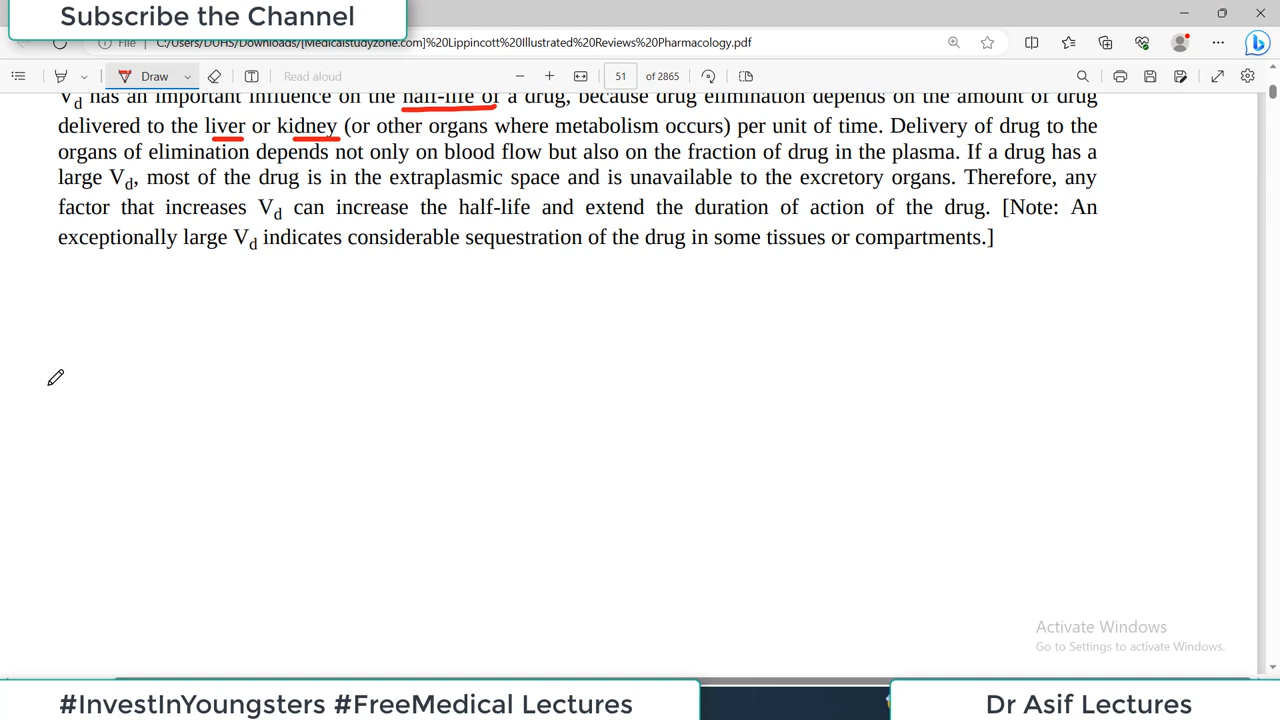 Subscribe the Channel
File
C:/Users/DUHS/Downloads/[Medicalstudyzone.com]%20Lippincott%20Illustrated%20Reviews%20Pharmacology.pdf
Draw
Read aloud
51 of 2865
Vd has an important influence on the half-life of a drug, because drug elimination depends on the amount of drug
delivered to the liver or kidney (or other organs where metabolism occurs) per unit of time. Delivery of drug to the
organs of elimination depends not only on blood flow but also on the fraction of drug in the plasma. If a drug has a
large Vd, most of the drug is in the extraplasmic space and is unavailable to the excretory organs. Therefore, any
factor that increases Vd can increase the half-life and extend the duration of action of the drug. [Note: An
exceptionally large Vd indicates considerable sequestration of the drug in some tissues or compartments.]
Activate Windows
Go to Settings to activate Windows.
#InvestInYoungsters #FreeMedical Lectures
Dr Asif Lectures